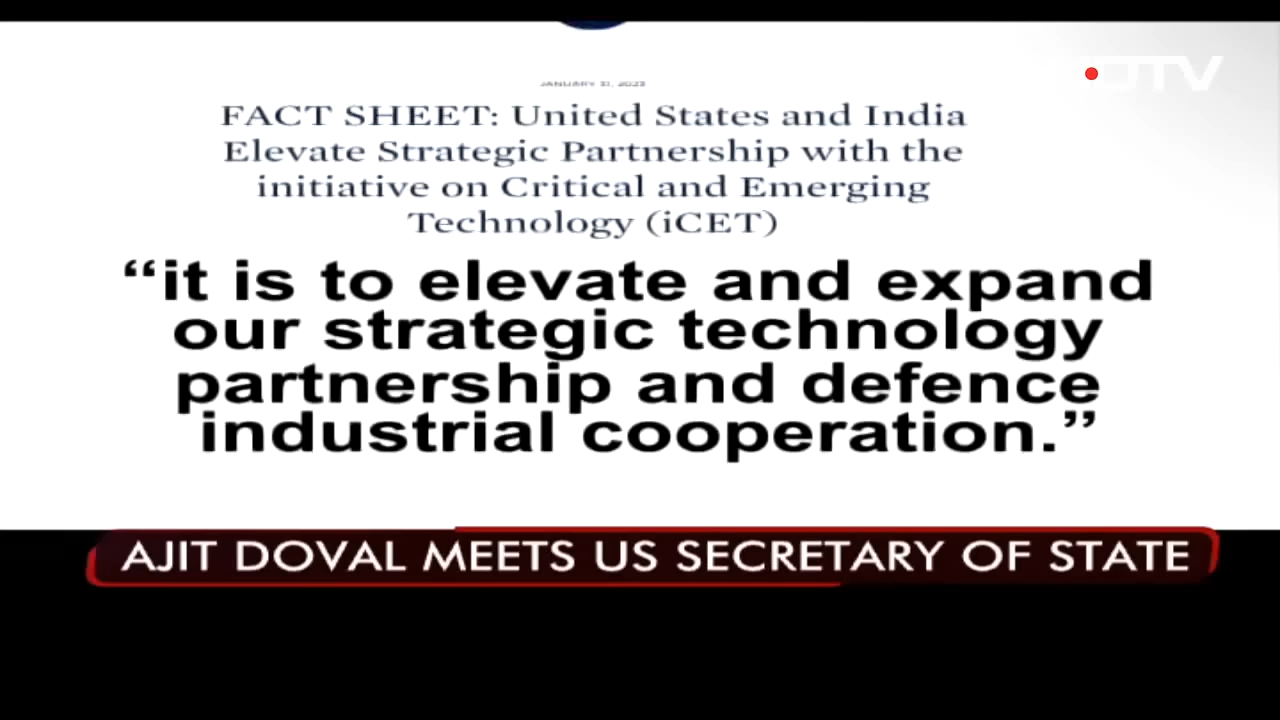 NDTV
JANUARY 31, 2023
FACT SHEET: United States and India
Elevate Strategic Partnership with the
initiative on Critical and Emerging
Technology (iCET)
“it is to elevate and expand
our strategic technology
partnership and defence
industrial cooperation.”
AJIT DOVAL MEETS US SECRETARY OF STATE